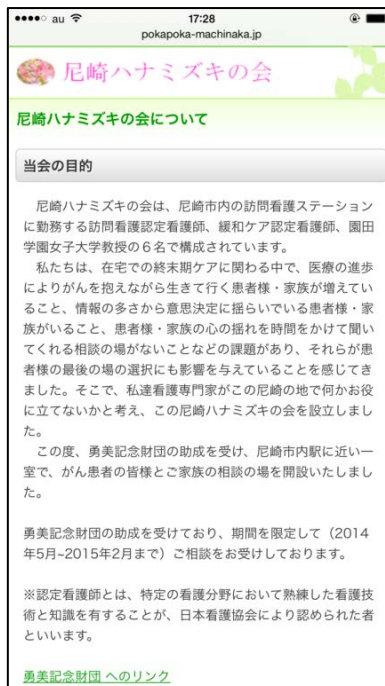 au 17:28
pokapoka-machinaka.jp
尼崎ハナミズキの会
尼崎ハナミズキの会について
当会の目的
尼崎ハナミズキの会は、尼崎市内の訪問看護ステーション
に勤務する訪問看護認定看護師、緩和ケア認定看護師、園田
学園女子大学教授の6名で構成されています。
私たちは、在宅での終末期ケアに関わる中で、医療の進歩
によりがんを抱えながら生きて行く患者様・家族が増えてい
ること、情報の多さから意思決定に揺らいでいる患者様・家
族がいること、患者様・家族の心の揺れを時間をかけて聞い
てくれる相談の場がないことなどの課題があり、それらが患
者様の最後の場の選択にも影響を与えていることを感じてき
ました。そこで、私達看護専門家がこの尼崎の地で何かお役
に立てないかと考え、この尼崎ハナミズキの会を設立しまし
た。
この度、勇美記念財団の助成を受け、尼崎市内駅に近い一
室で、がん患者の皆様とご家族の相談の場を開設いたしまし
た。
勇美記念財団の助成を受けており、期間を限定して（2014
年5月~2015年2月まで）ご相談をお受けしております。
※認定看護師とは、特定の看護分野において熟練した看護技
術と知識を有することが、日本看護協会により認められた者
といいます。
勇美記念財団 へのリンク